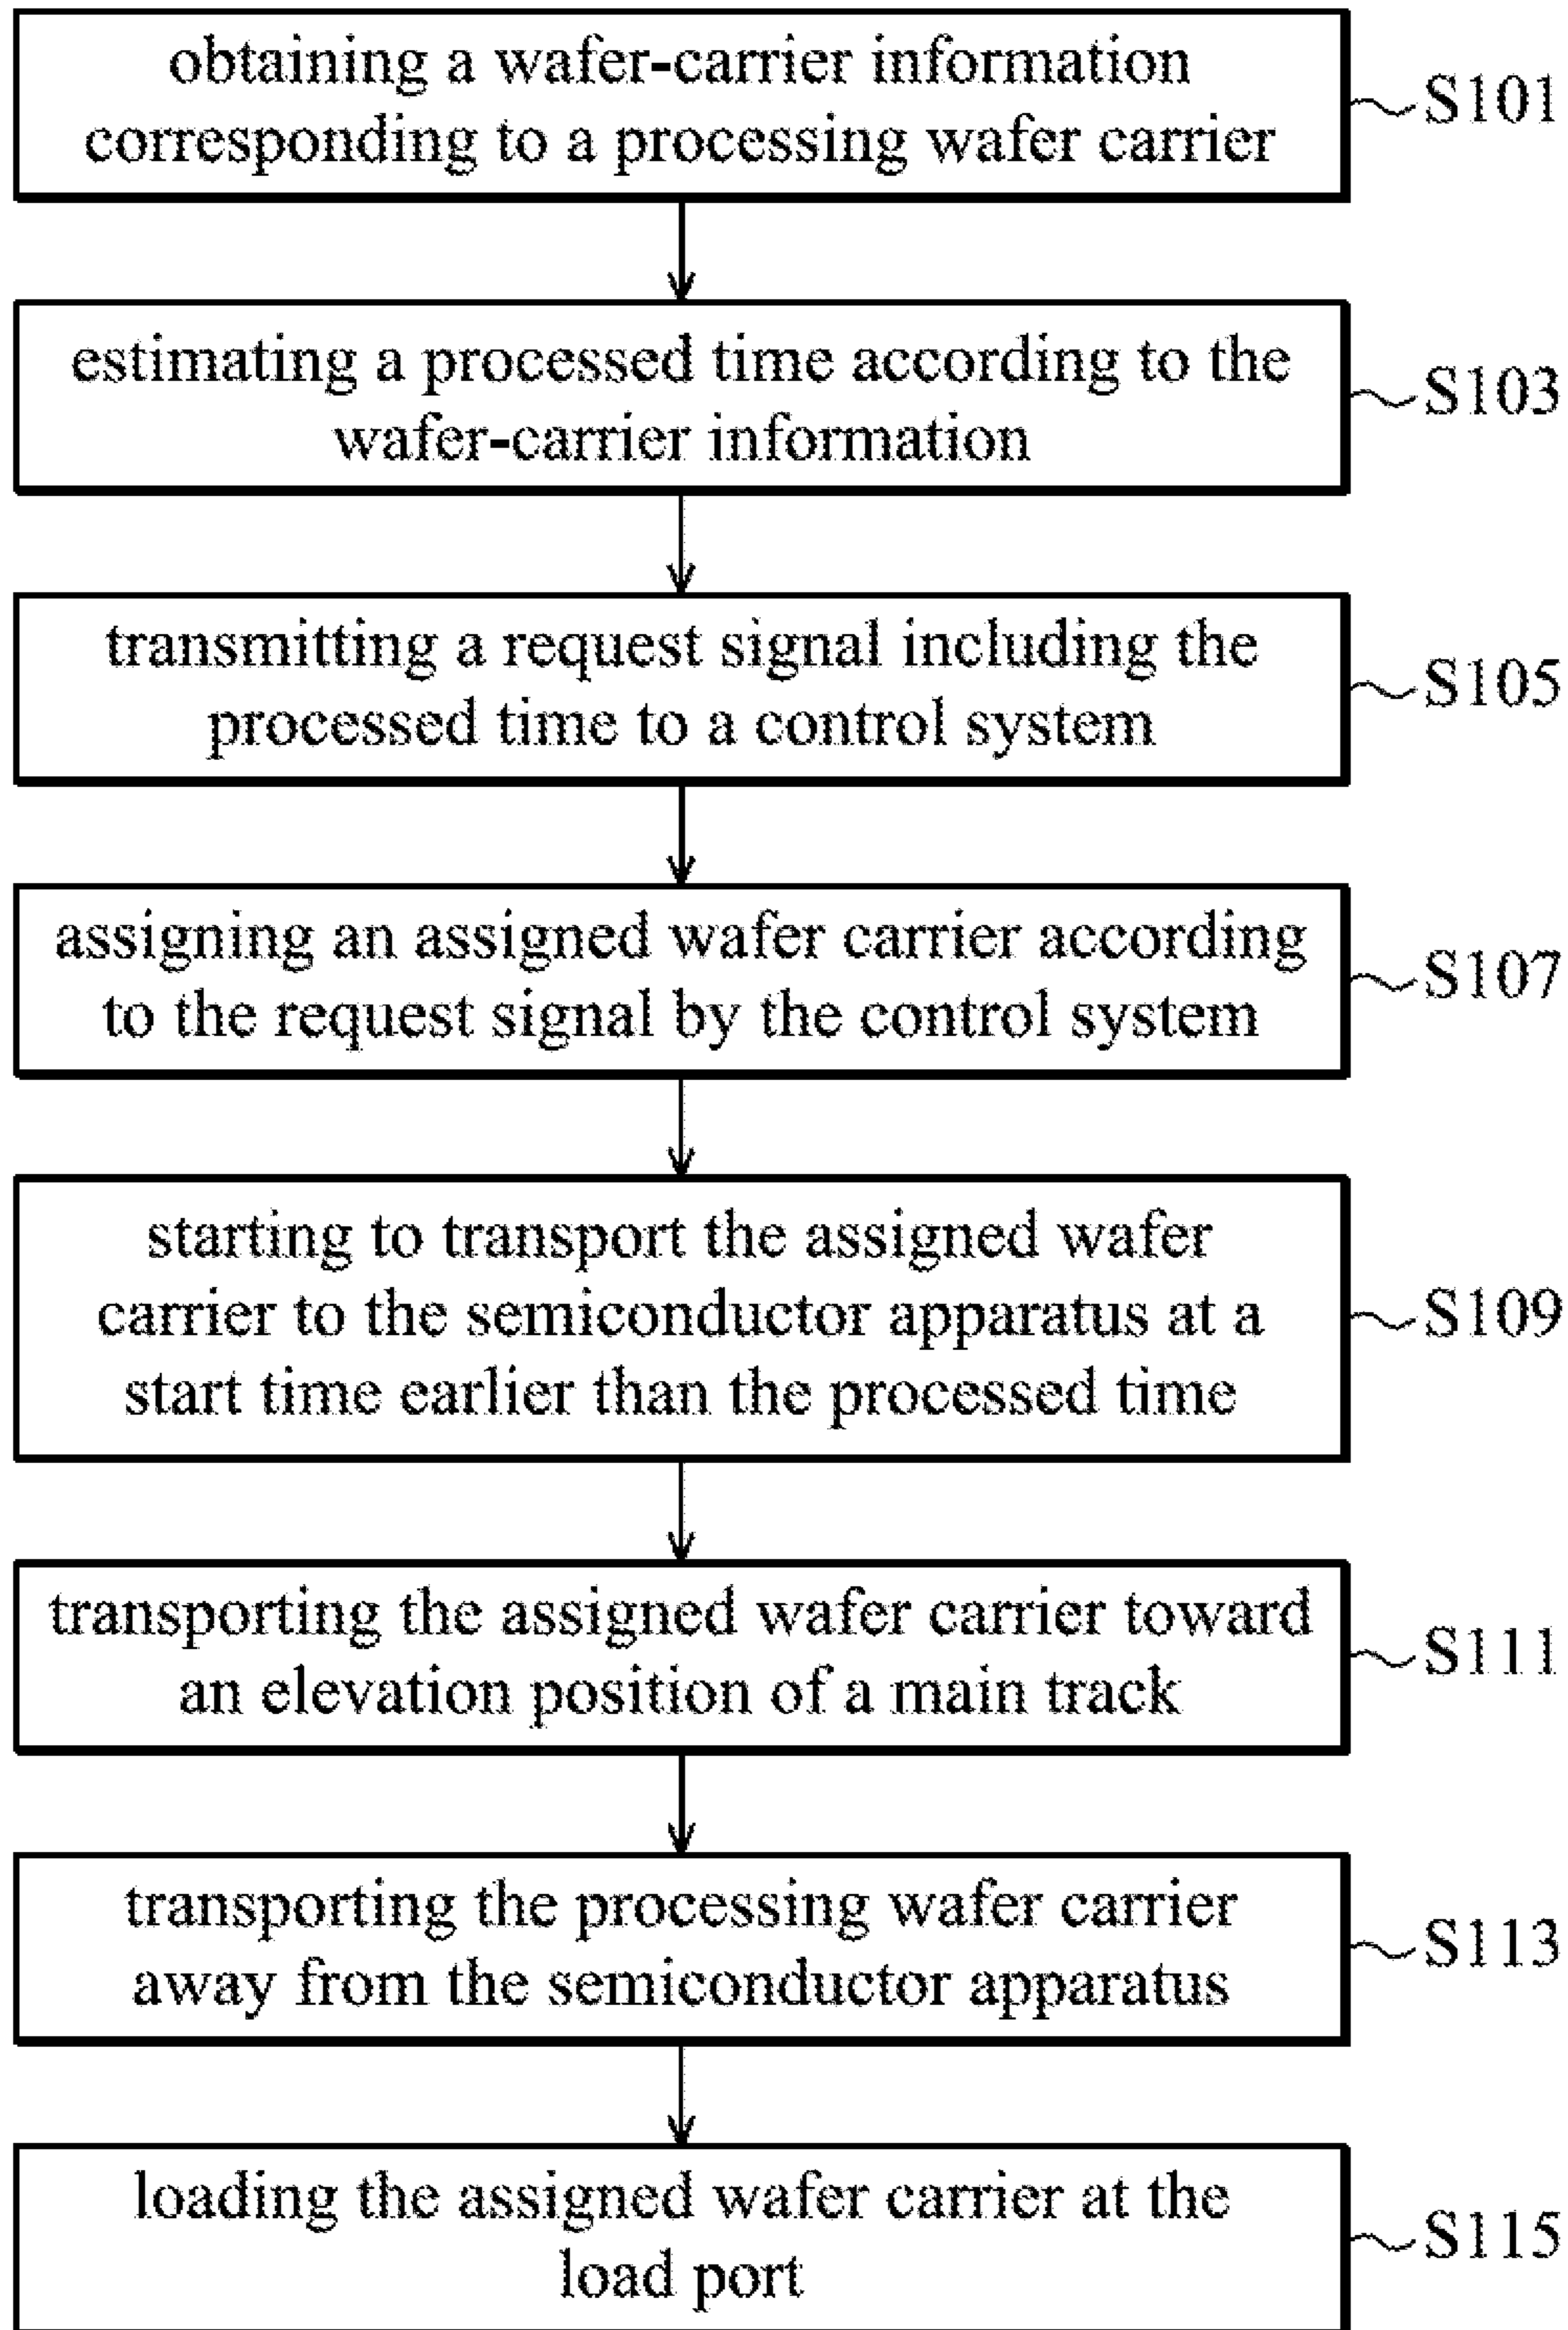 obtaining a wafer-carrier information
corresponding to a processing wafer carrier
S101
estimating a processed time according to the
wafer-carrier information
S103
transmitting a request signal including the
processed time to a control system
S105
assigning an assigned wafer carrier according
to the request signal by the control system
S107
starting to transport the assigned wafer
carrier to the semiconductor apparatus at a
start time earlier than the processed time
S109
transporting the assigned wafer carrier toward
an elevation position of a main track
S111
transporting the processing wafer carrier
away from the semiconductor apparatus
S113
loading the assigned wafer carrier at the
load port
S115